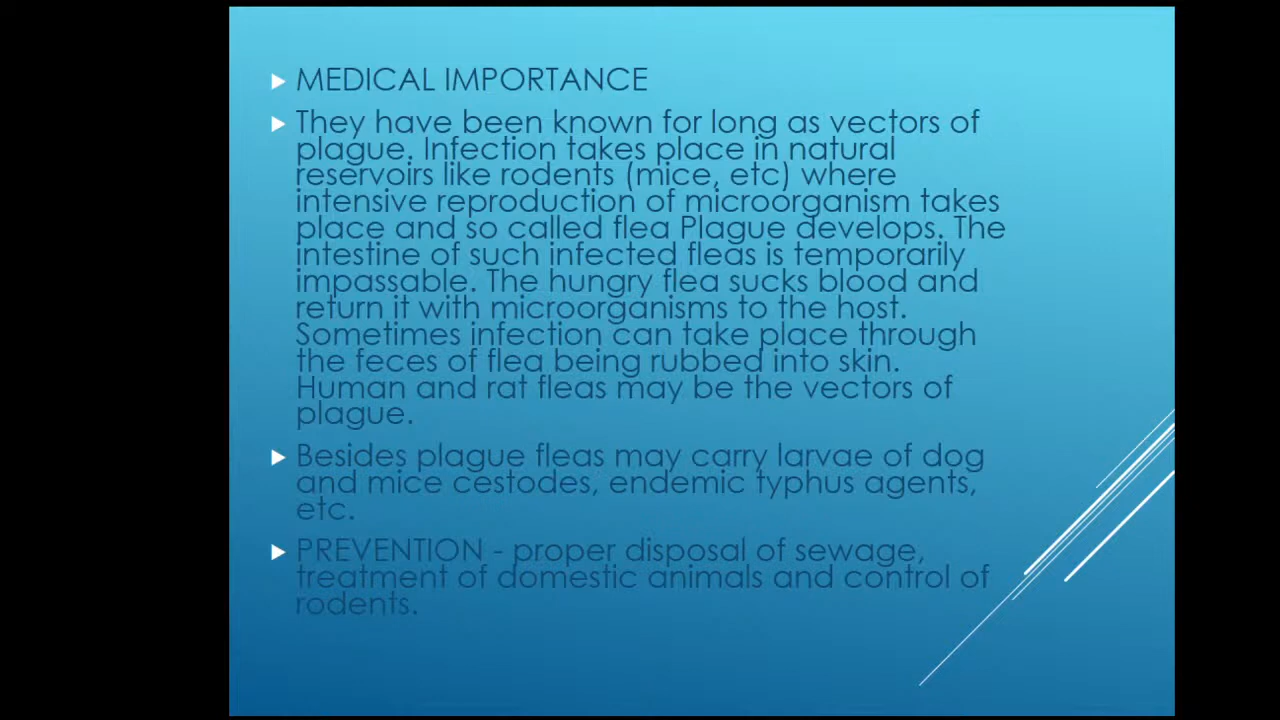 MEDICAL IMPORTANCE
They have been known for long as vectors of
plague. Infection takes place in natural
reservoirs like rodents (mice, etc) where
intensive reproduction of microorganism takes
place and so called flea Plague develops. The
intestine of such infected fleas is temporarily
impassable. The hungry flea sucks blood and
return it with microorganisms to the host.
Sometimes infection can take place through
the feces of flea being rubbed into skin.
Human and rat fleas may be the vectors of
plague.
Besides plague fleas may carry larvae of dog
and mice cestodes, endemic typhus agents,
etc.
PREVENTION - proper disposal of sewage,
treatment of domestic animals and control of
rodents.